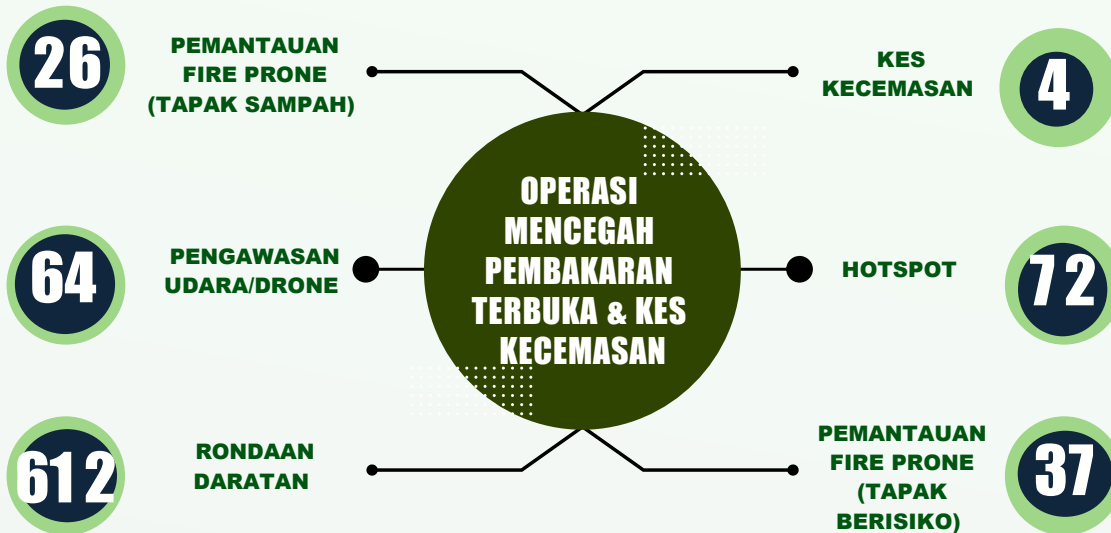 26
PEMANTAUAN
FIRE PRONE
(TAPAK SAMPAH)
KES
KECEMASAN
4
64
PENGAWASAN
UDARA/DRONE
OPERASI
MENCEGAH
PEMBAKARAN
TERBUKA & KES
KECEMASAN
HOTSPOT
72
612
RONDAAN
DARATAN
PEMANTAUAN
FIRE PRONE
(TAPAK
BERISIKO)
37